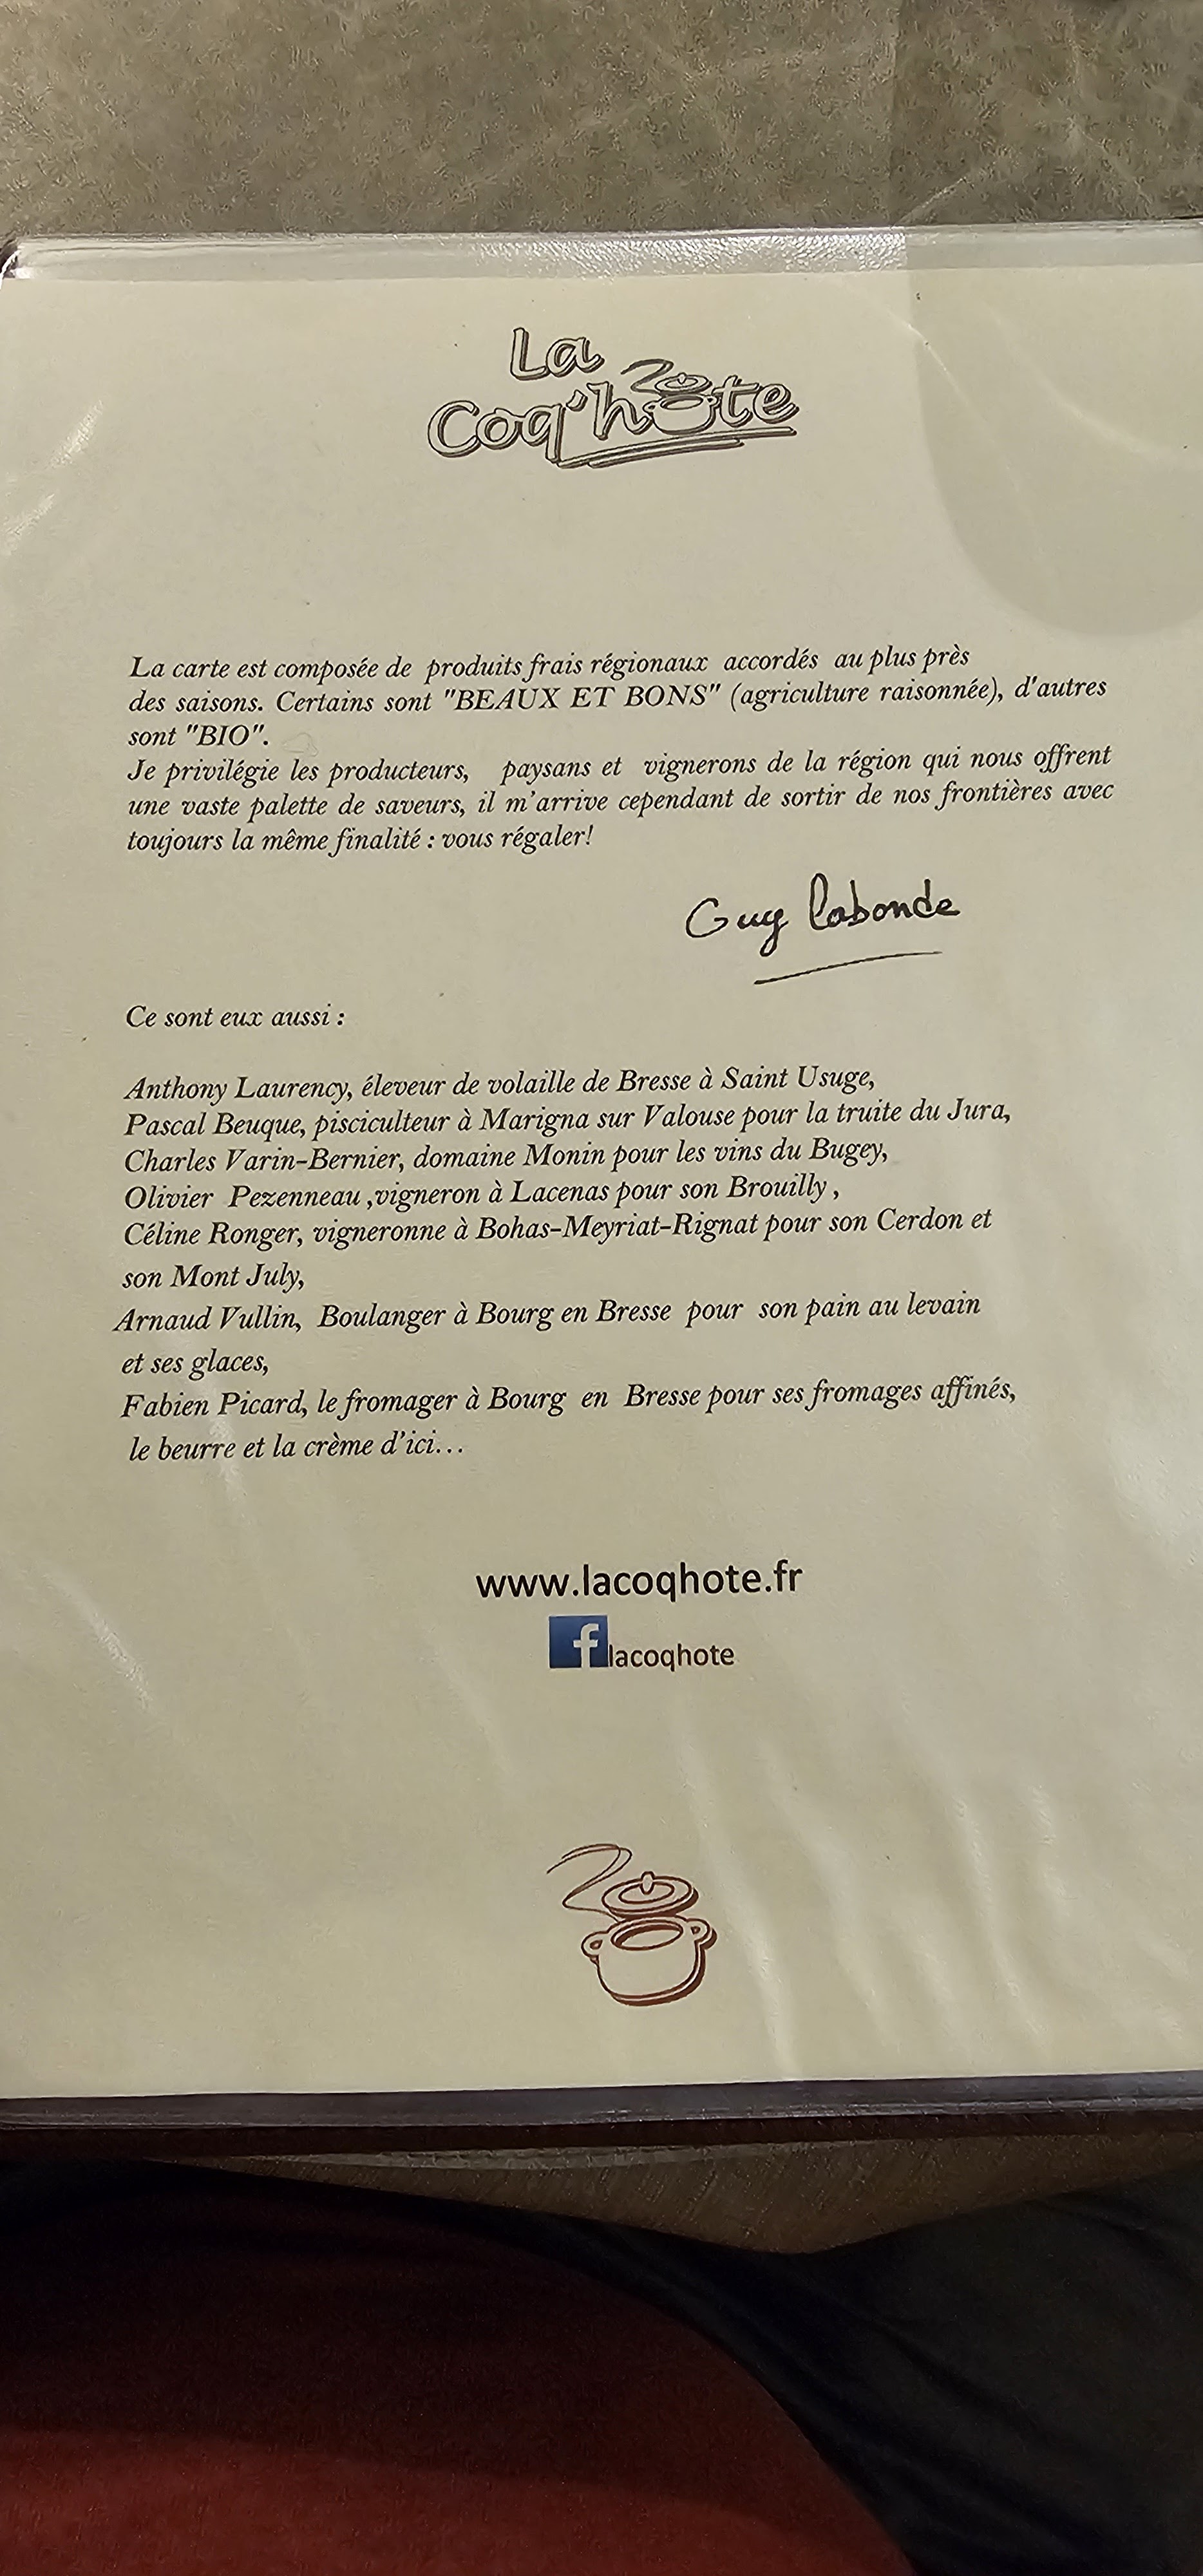 La
Coq'hote
La carte est composée de produits frais régionaux accordés au plus près
des saisons. Certains sont "BEAUX ET BONS" (agriculture raisonnée), d'autres
sont "BIO".
Je privilégie les producteurs, paysans et vignerons de la région qui nous offrent
une vaste palette de saveurs, il m'arrive cependant de sortir de nos frontières avec
toujours la même finalité : vous régaler!
Guy Labonde
Ce sont eux aussi :
Anthony Laurency, éleveur de volaille de Bresse à Saint Usuge,
Pascal Beuque, pisciculteur à Marigna sur Valouse pour la truite du Jura,
Charles Varin-Bernier, domaine Monin pour les vins du Bugey,
Olivier Pezenneau ,vigneron à Lacenas pour son Brouilly ,
Céline Ronger, vigneronne à Bohas-Meyriat-Rignat pour son Cerdon et
son Mont July,
Arnaud Vullin, Boulanger à Bourg en Bresse pour son pain au levain
et ses glaces,
Fabien Picard, le fromager à Bourg en Bresse pour ses fromages affinés,
le beurre et la crème d'ici...
www.lacoqhote.fr
f lacoqhote